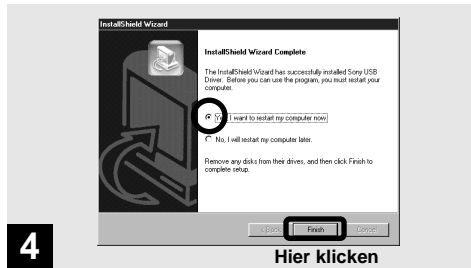 InstallShield Wizard
InstallShield Wizard Complete
The InstallShield Wizard has successfully installed Sony USB
Driver. Before you can use the program, you must restart your
computer.
Yes, I want to restart my computer now.
No, I will restart my computer later.
Remove any disks from their drives, and then click Finish to
complete setup.
< Back
Finish
Cancel
4
Hier klicken